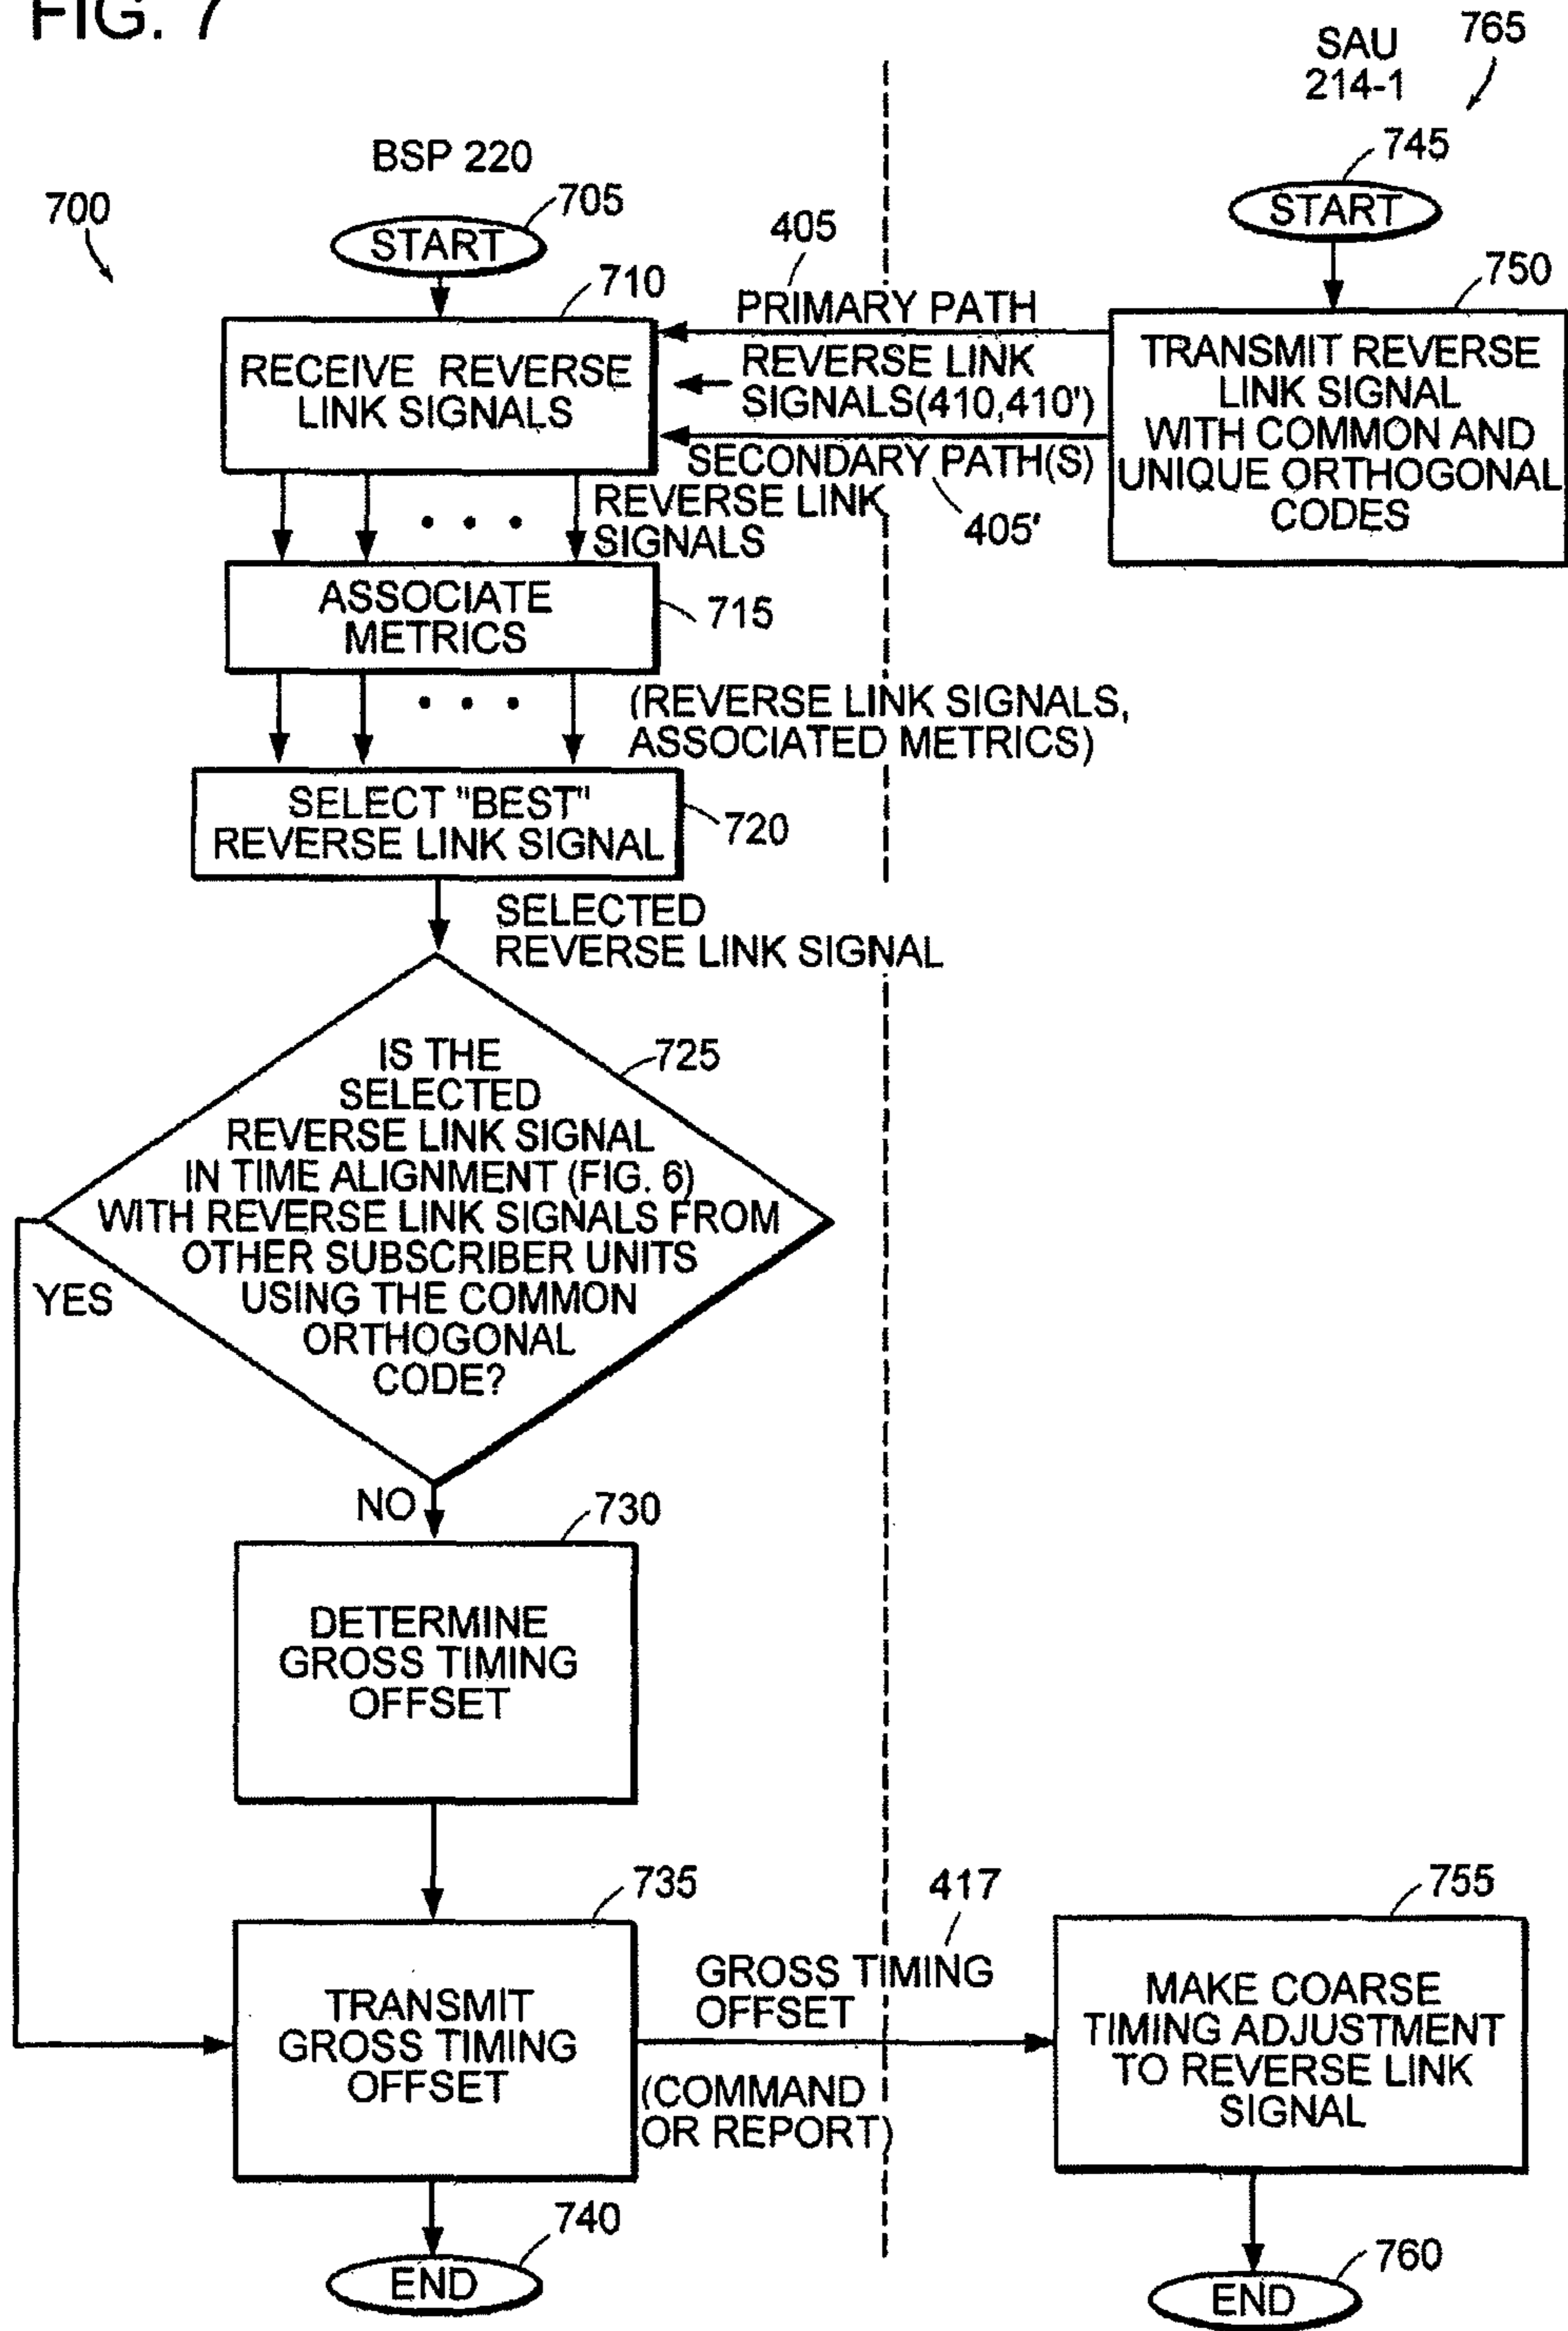 FIG. 7
765
SAU
214-1
745
START
BSP 220
700
705
START
405
750
710
PRIMARY PATH
RECEIVE REVERSE
LINK SIGNALS
REVERSE LINK
SIGNALS(410,410')
TRANSMIT REVERSE
LINK SIGNAL
WITH COMMON AND
UNIQUE ORTHOGONAL
CODES
SECONDARY PATH(S)
405'
• • •
REVERSE LINK
SIGNALS
ASSOCIATE
METRICS
715
• • •
(REVERSE LINK SIGNALS,
ASSOCIATED METRICS)
SELECT "BEST"
REVERSE LINK SIGNAL
720
SELECTED
REVERSE LINK SIGNAL
725
IS THE
SELECTED
REVERSE LINK SIGNAL
IN TIME ALIGNMENT (FIG. 6)
WITH REVERSE LINK SIGNALS FROM
OTHER SUBSCRIBER UNITS
USING THE COMMON
ORTHOGONAL
CODE?
YES
NO
730
DETERMINE
GROSS TIMING
OFFSET
735
417
755
TRANSMIT
GROSS TIMING
OFFSET
GROSS TIMING
OFFSET
(COMMAND
OR REPORT)
MAKE COARSE
TIMING ADJUSTMENT
TO REVERSE LINK
SIGNAL
740
END
760
END